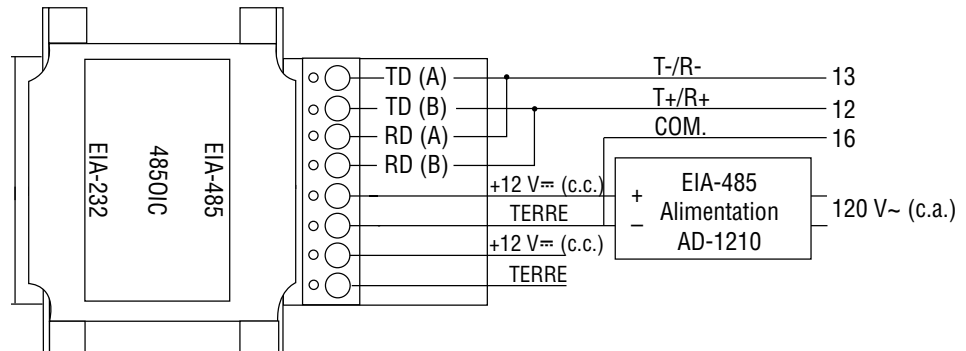 EIA-232
485OIC
EIA-485
TD (A)
TD (B)
RD (A)
RD (B)
T-/R-
13
T+/R+
12
COM.
16
+12 V⎓ (c.c.)
TERRE
+12 V⎓ (c.c.)
TERRE
+
–
EIA-485
Alimentation
AD-1210
120 V~ (c.a.)